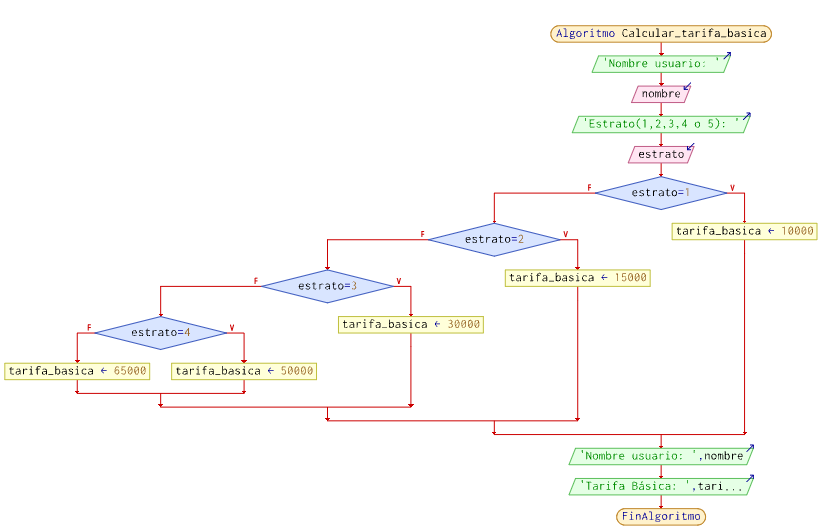 Algoritmo Calcular_tarifa_basica
'Nombre usuario: '
nombre
'Estrato(1,2,3,4 o 5): '
estrato
F estrato=1 V
tarifa_basica ← 10000
F estrato=2 V
tarifa_basica ← 15000
F estrato=3 V
tarifa_basica ← 30000
F estrato=4 V
tarifa_basica ← 65000
tarifa_basica ← 50000
'Nombre usuario: ',nombre
'Tarifa Básica: ',tari...
FinAlgoritmo